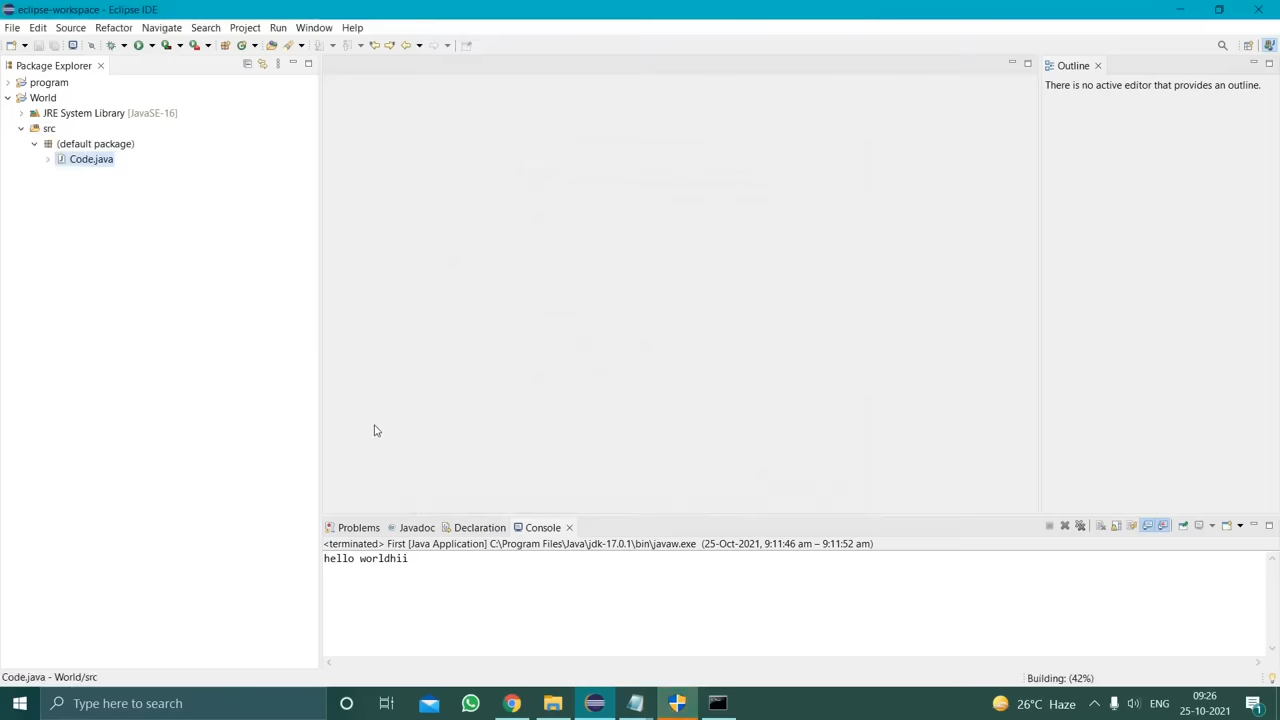 eclipse-workspace - Eclipse IDE
File Edit Source Refactor Navigate Search Project Run Window Help
Package Explorer
Outline
program
There is no active editor that provides an outline.
World
JRE System Library [JavaSE-16]
src
(default package)
Code.java
Problems Javadoc Declaration Console
<terminated> First [Java Application] C:\Program Files\Java\jdk-17.0.1\bin\javaw.exe (25-Oct-2021, 9:11:46 am – 9:11:52 am)
hello worldhii
Code.java - World/src
Building: (42%)
Type here to search
26°C Haze
ENG
09:26
25-10-2021
1